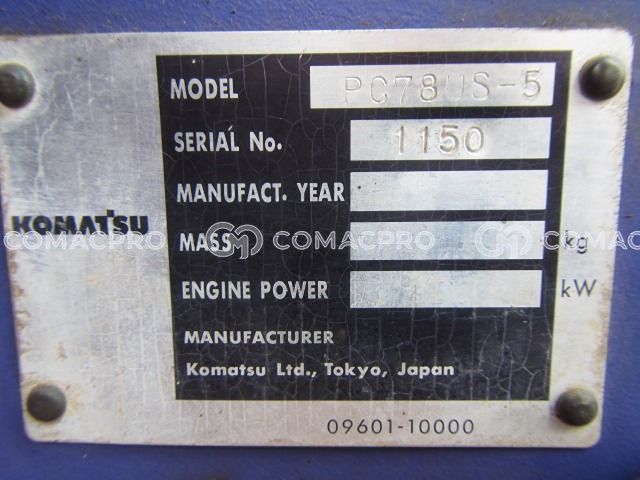 MODEL PC78US-5
SERIAL No. 1150
MANUFACT. YEAR
KOMATSU
MASS kg
COMACPRO COMACPRO COMACPRO
ENGINE POWER kW
MANUFACTURER
Komatsu Ltd., Tokyo, Japan
09601-10000